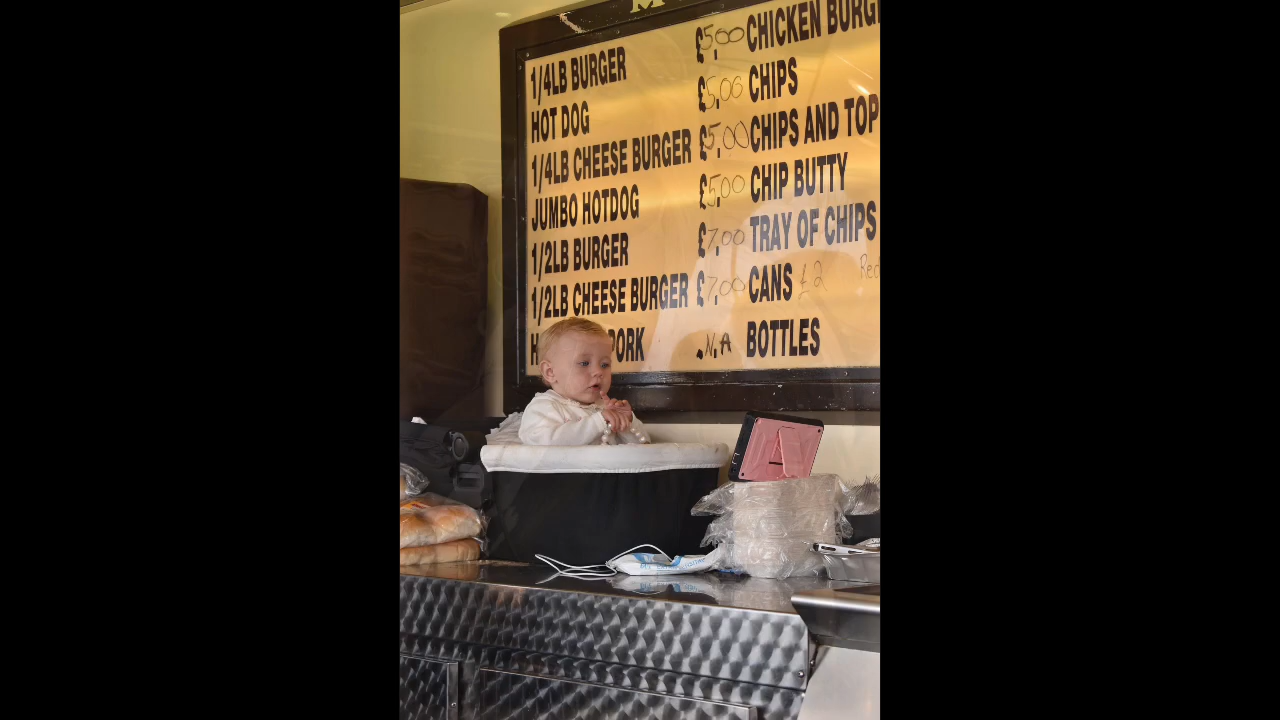 M
£5.00 CHICKEN BURG
1/4LB BURGER £5.00 CHIPS
HOT DOG £5.00 CHIPS AND TOP
1/4LB CHEESE BURGER £5.00 CHIP BUTTY
JUMBO HOTDOG £7.00 TRAY OF CHIPS
1/2LB BURGER £7.00 CANS £2 Red
1/2LB CHEESE BURGER .N.A BOTTLES
H PORK